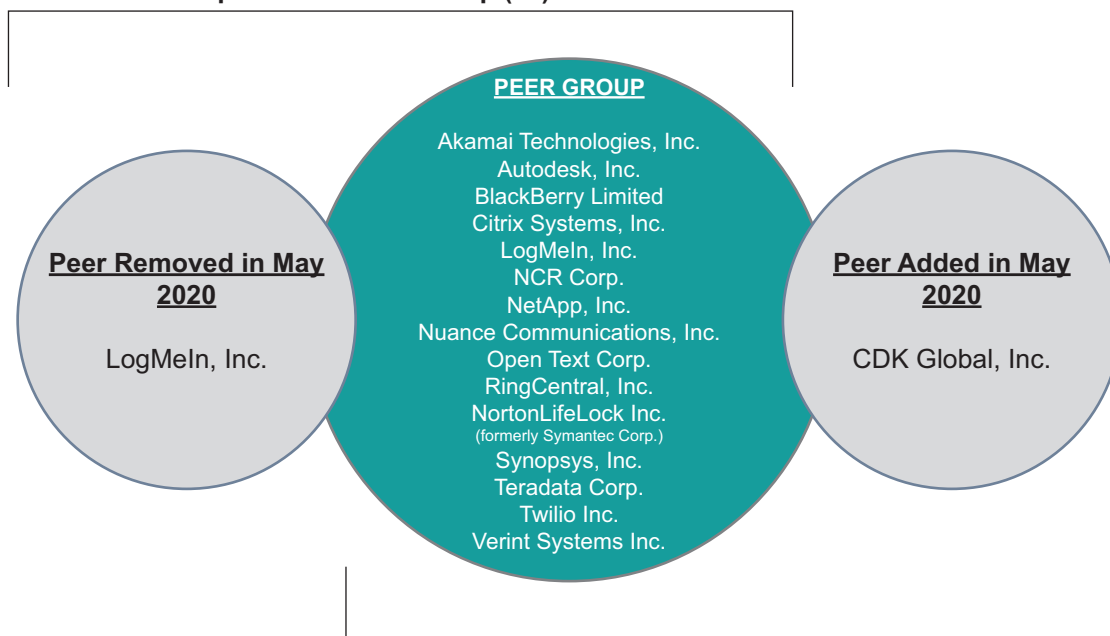 PEER GROUP
Akamai Technologies, Inc.
Autodesk, Inc.
BlackBerry Limited
Citrix Systems, Inc.
LogMeIn, Inc.
NCR Corp.
NetApp, Inc.
Nuance Communications, Inc.
Open Text Corp.
RingCentral, Inc.
NortonLifeLock Inc.
(formerly Symantec Corp.)
Synopsys, Inc.
Teradata Corp.
Twilio Inc.
Verint Systems Inc.
Peer Removed in May
2020
LogMeIn, Inc.
Peer Added in May
2020
CDK Global, Inc.